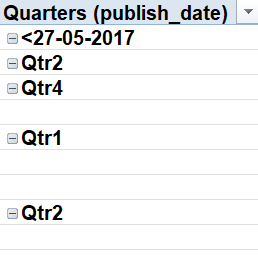 Quarters (publish_date)
<27-05-2017
Qtr2
Qtr4
Qtr1
Qtr2